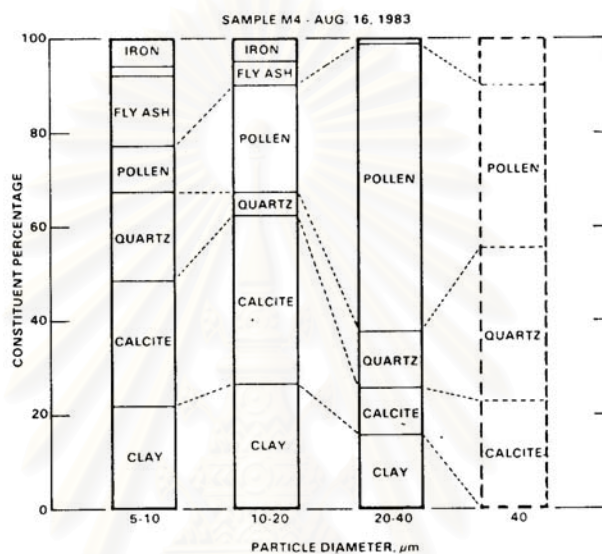 SAMPLE M4 - AUG. 16, 1983
CONSTITUENT PERCENTAGE
100
80
60
40
20
0
IRON
FLY ASH
POLLEN
QUARTZ
CALCITE
CLAY
IRON
FLY ASH
POLLEN
QUARTZ
CALCITE
CLAY
POLLEN
QUARTZ
CALCITE
CLAY
POLLEN
QUARTZ
CALCITE
5-10
10-20
20-40
40
PARTICLE DIAMETER, μm